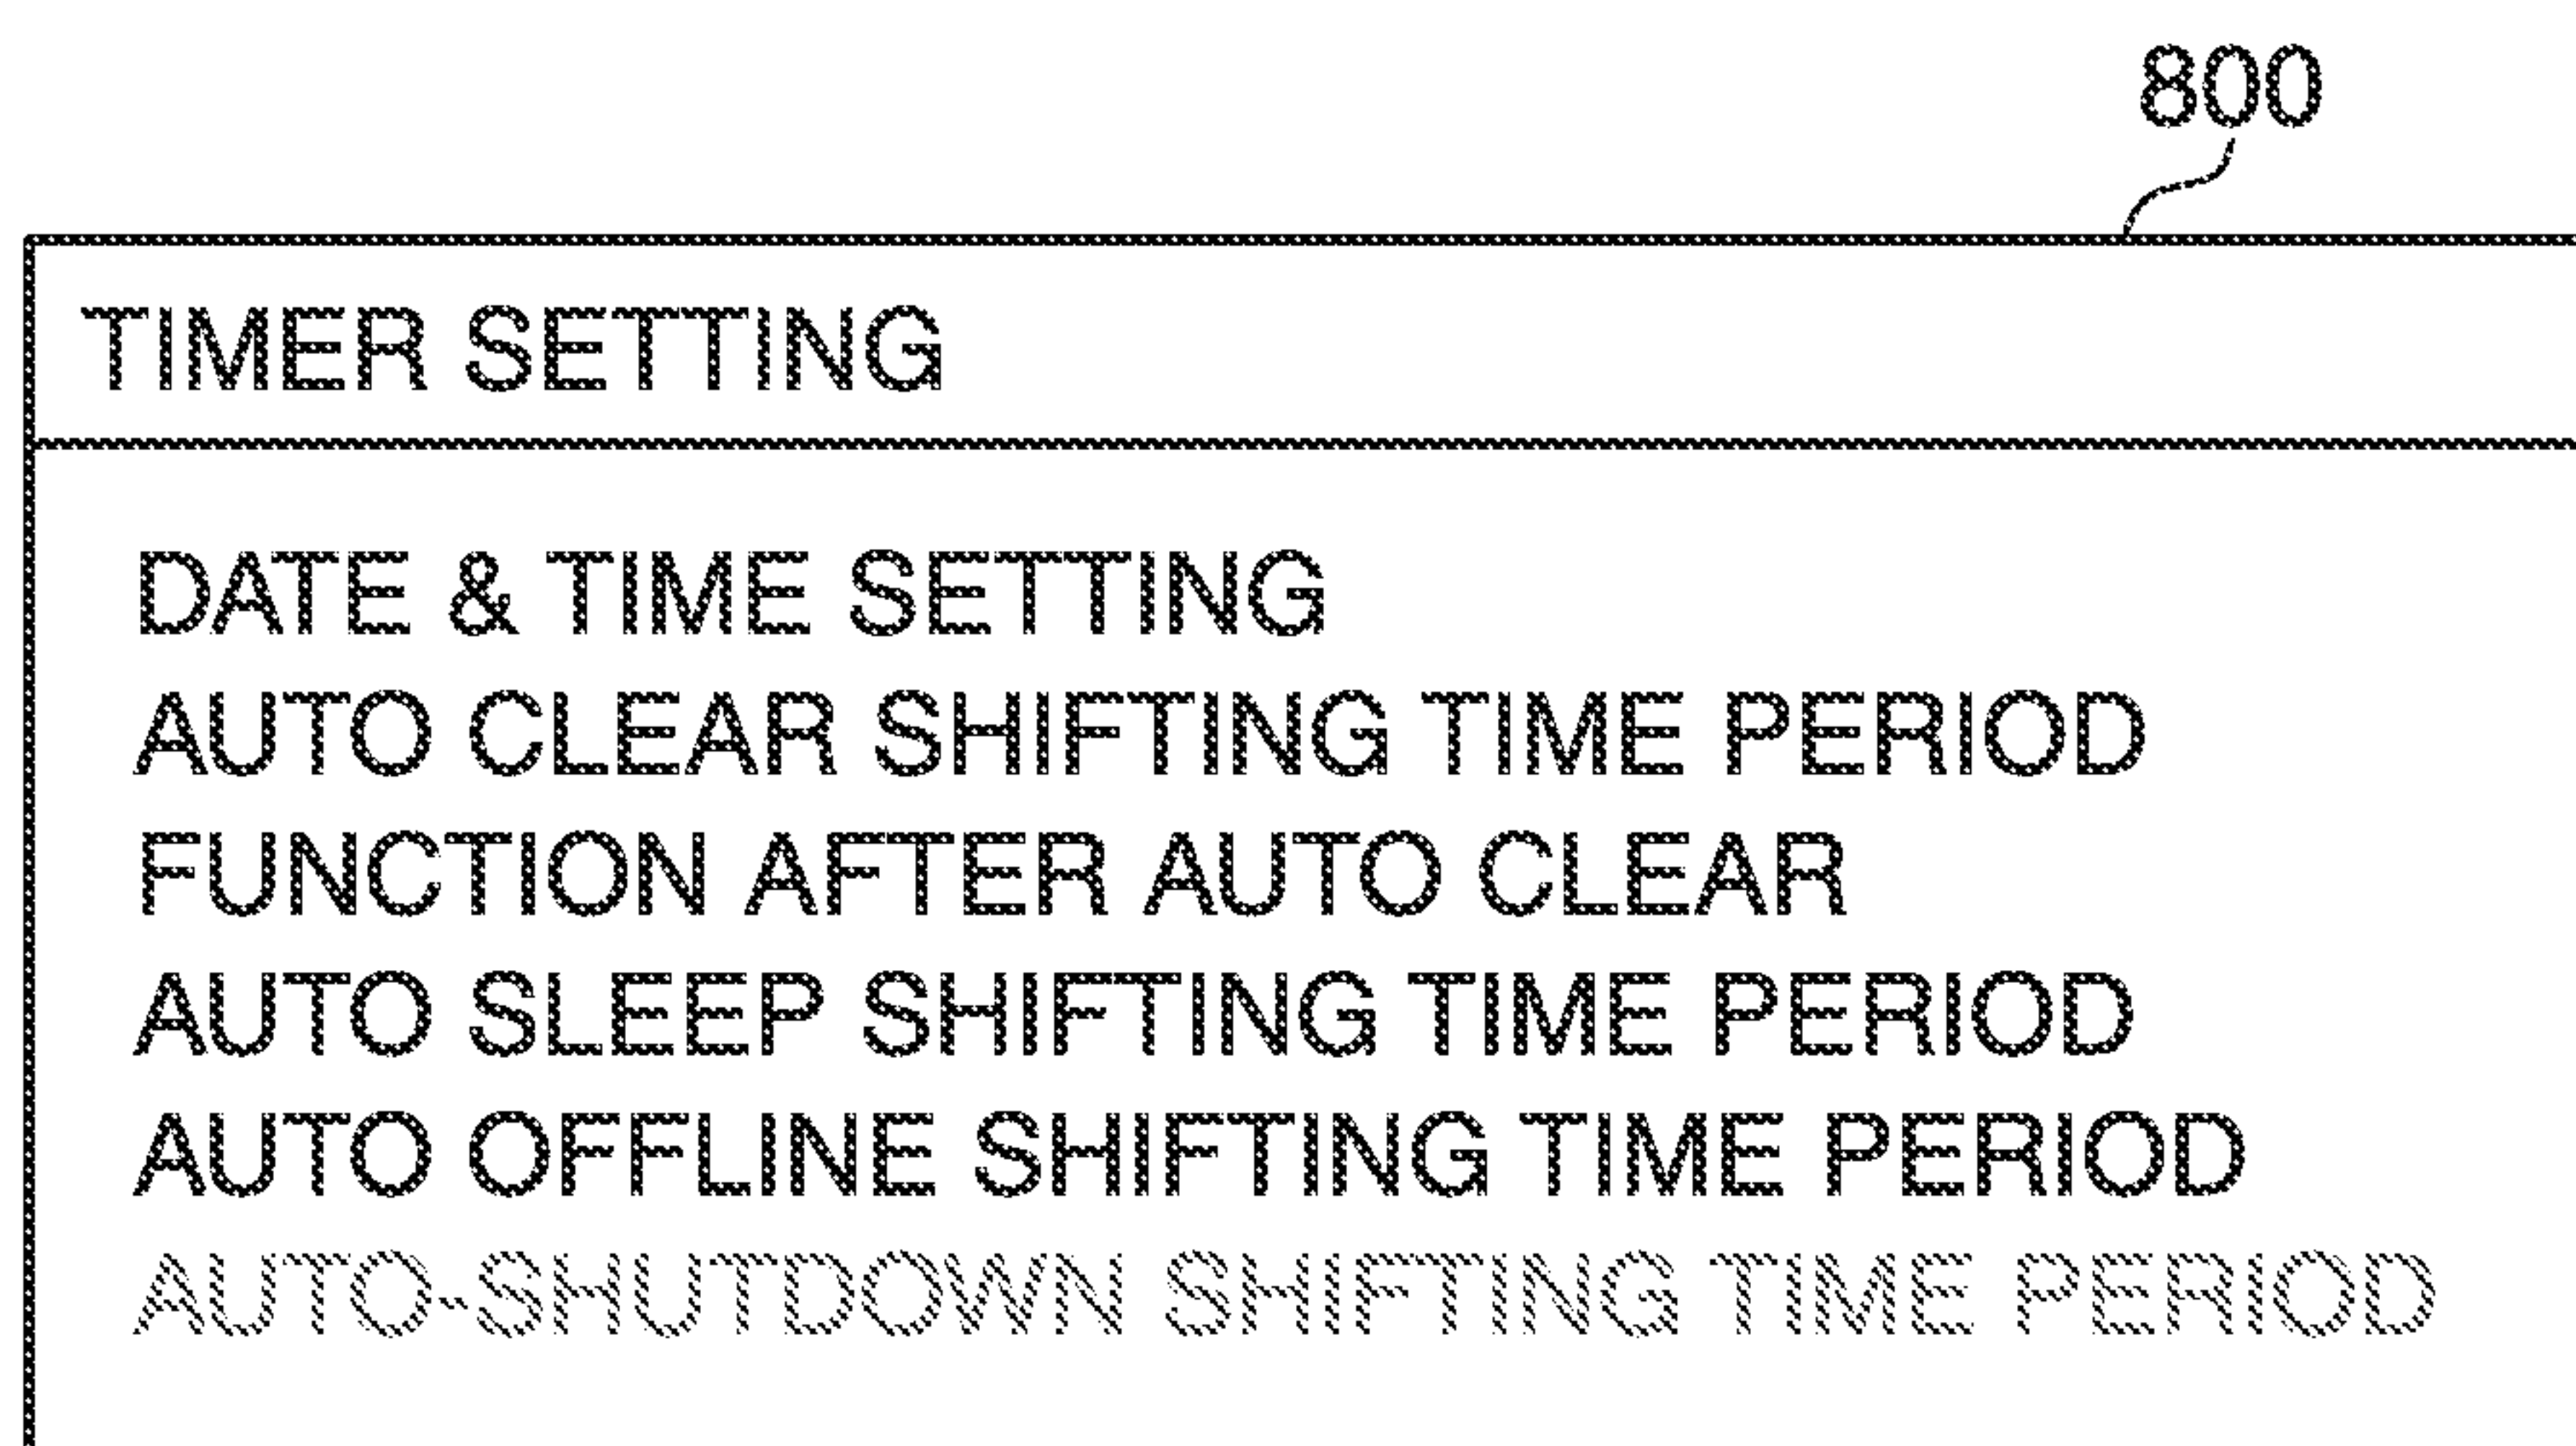 800
TIMER SETTING
DATE & TIME SETTING
AUTO CLEAR SHIFTING TIME PERIOD
FUNCTION AFTER AUTO CLEAR
AUTO SLEEP SHIFTING TIME PERIOD
AUTO OFFLINE SHIFTING TIME PERIOD
AUTO-SHUTDOWN SHIFTING TIME PERIOD